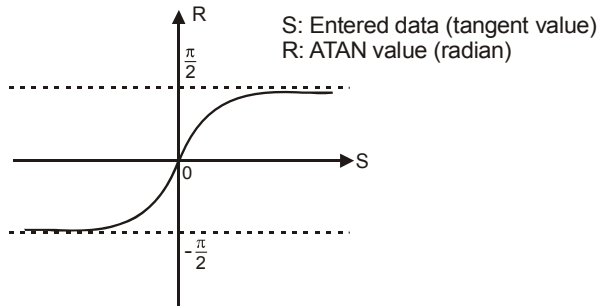 R
S: Entered data (tangent value)
R: ATAN value (radian)
π
2
S
0
-π
2